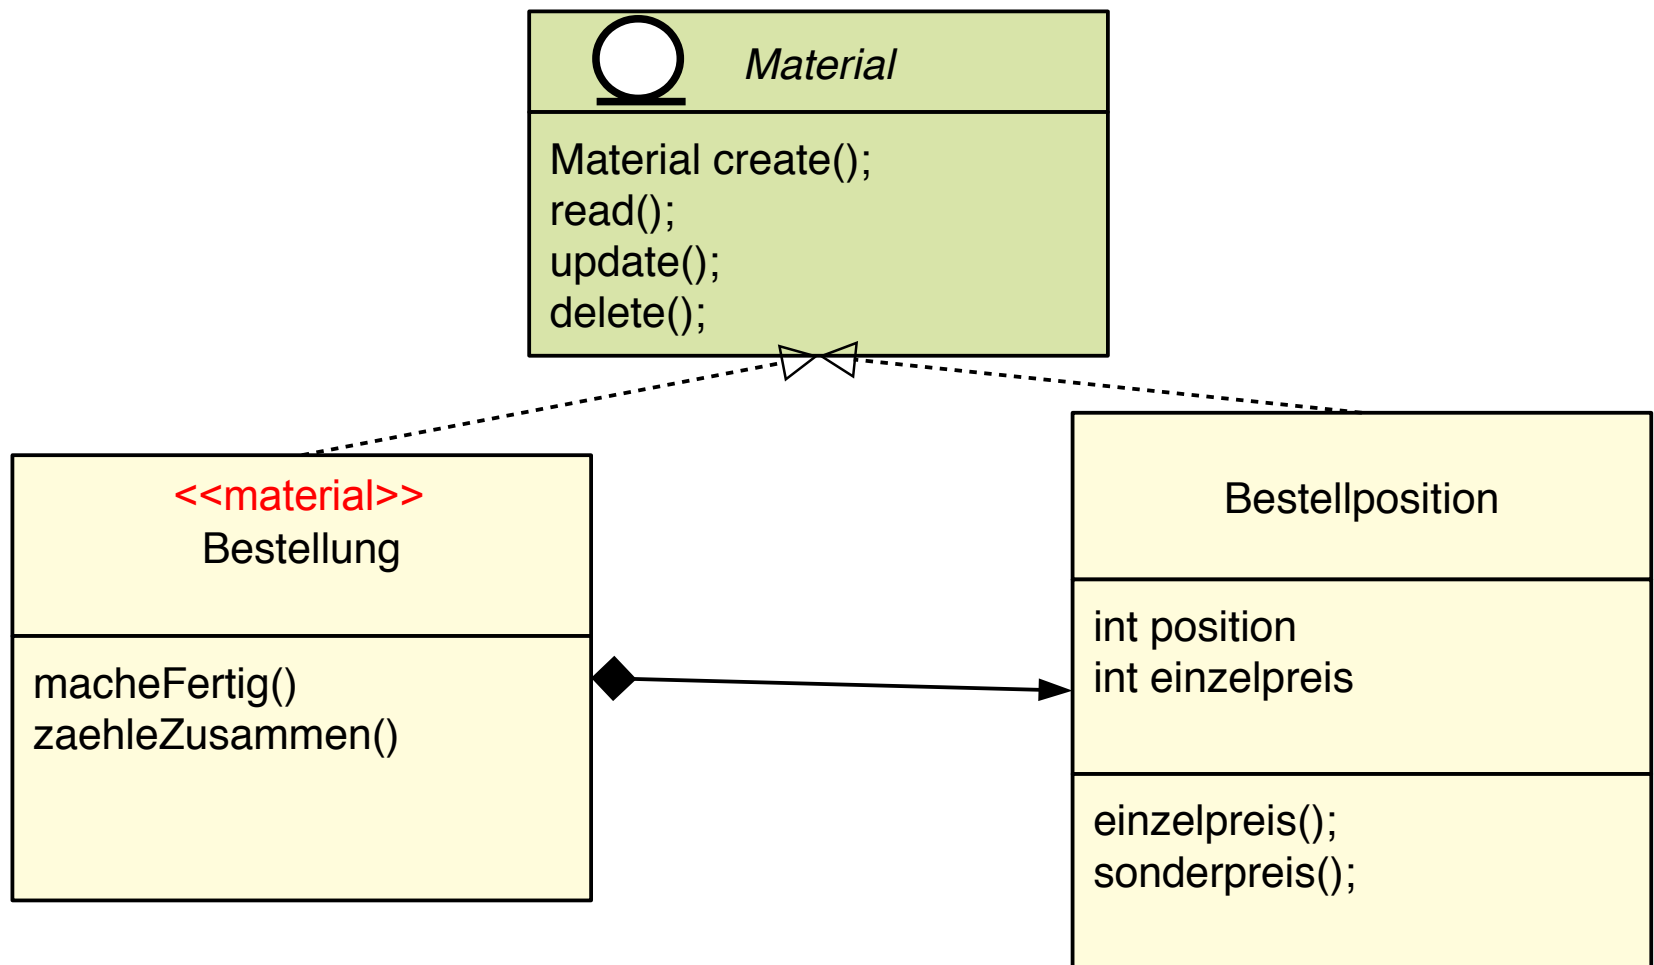 Material
Material create();
read();
update();
delete();
<<material>>
Bestellung
macheFertig()
zaehleZusammen()
Bestellposition
int position
int einzelpreis
einzelpreis();
sonderpreis();